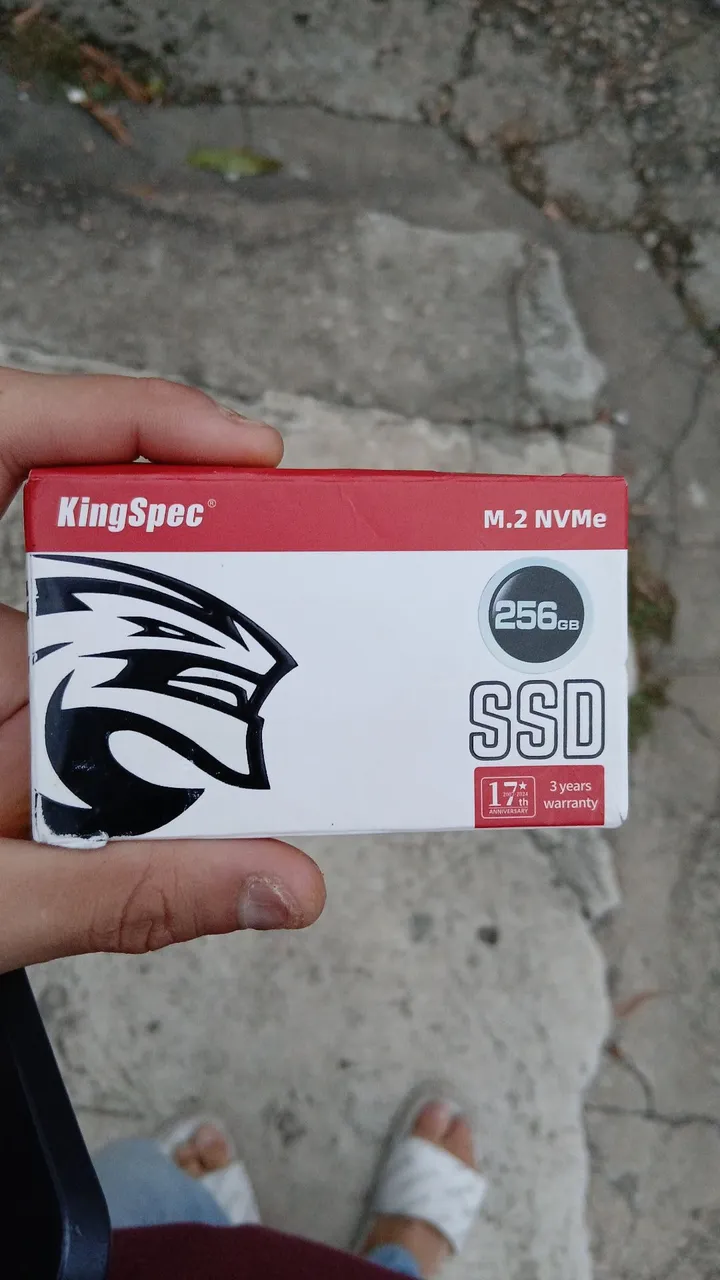 KingSpec®
M.2 NVMe
256GB
SSD
17th
ANNIVERSARY
3 years
warranty